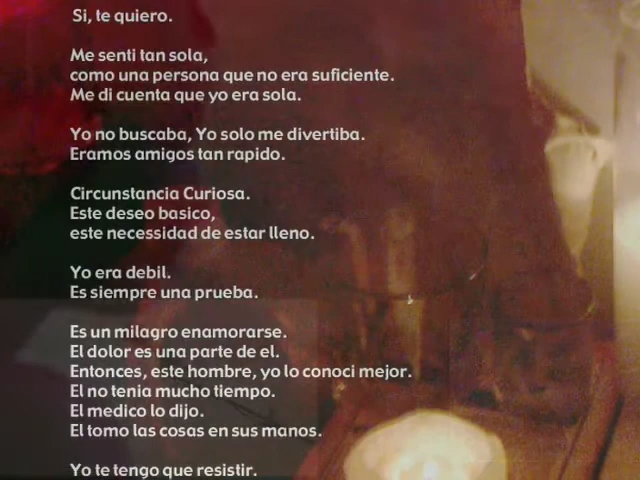 Si, te quiero.
Me senti tan sola,
como una persona que no era suficiente.
Me di cuenta que yo era sola.
Yo no buscaba, Yo solo me divertiba.
Eramos amigos tan rapido.
Circunstancia Curiosa.
Este deseo basico,
este necessidad de estar lleno.
Yo era debil.
Es siempre una prueba.
Es un milagro enamorarse.
El dolor es una parte de el.
Entonces, este hombre, yo lo conoci mejor.
El no tenia mucho tiempo.
El medico lo dijo.
El tomo las cosas en sus manos.
Yo te tengo que resistir.